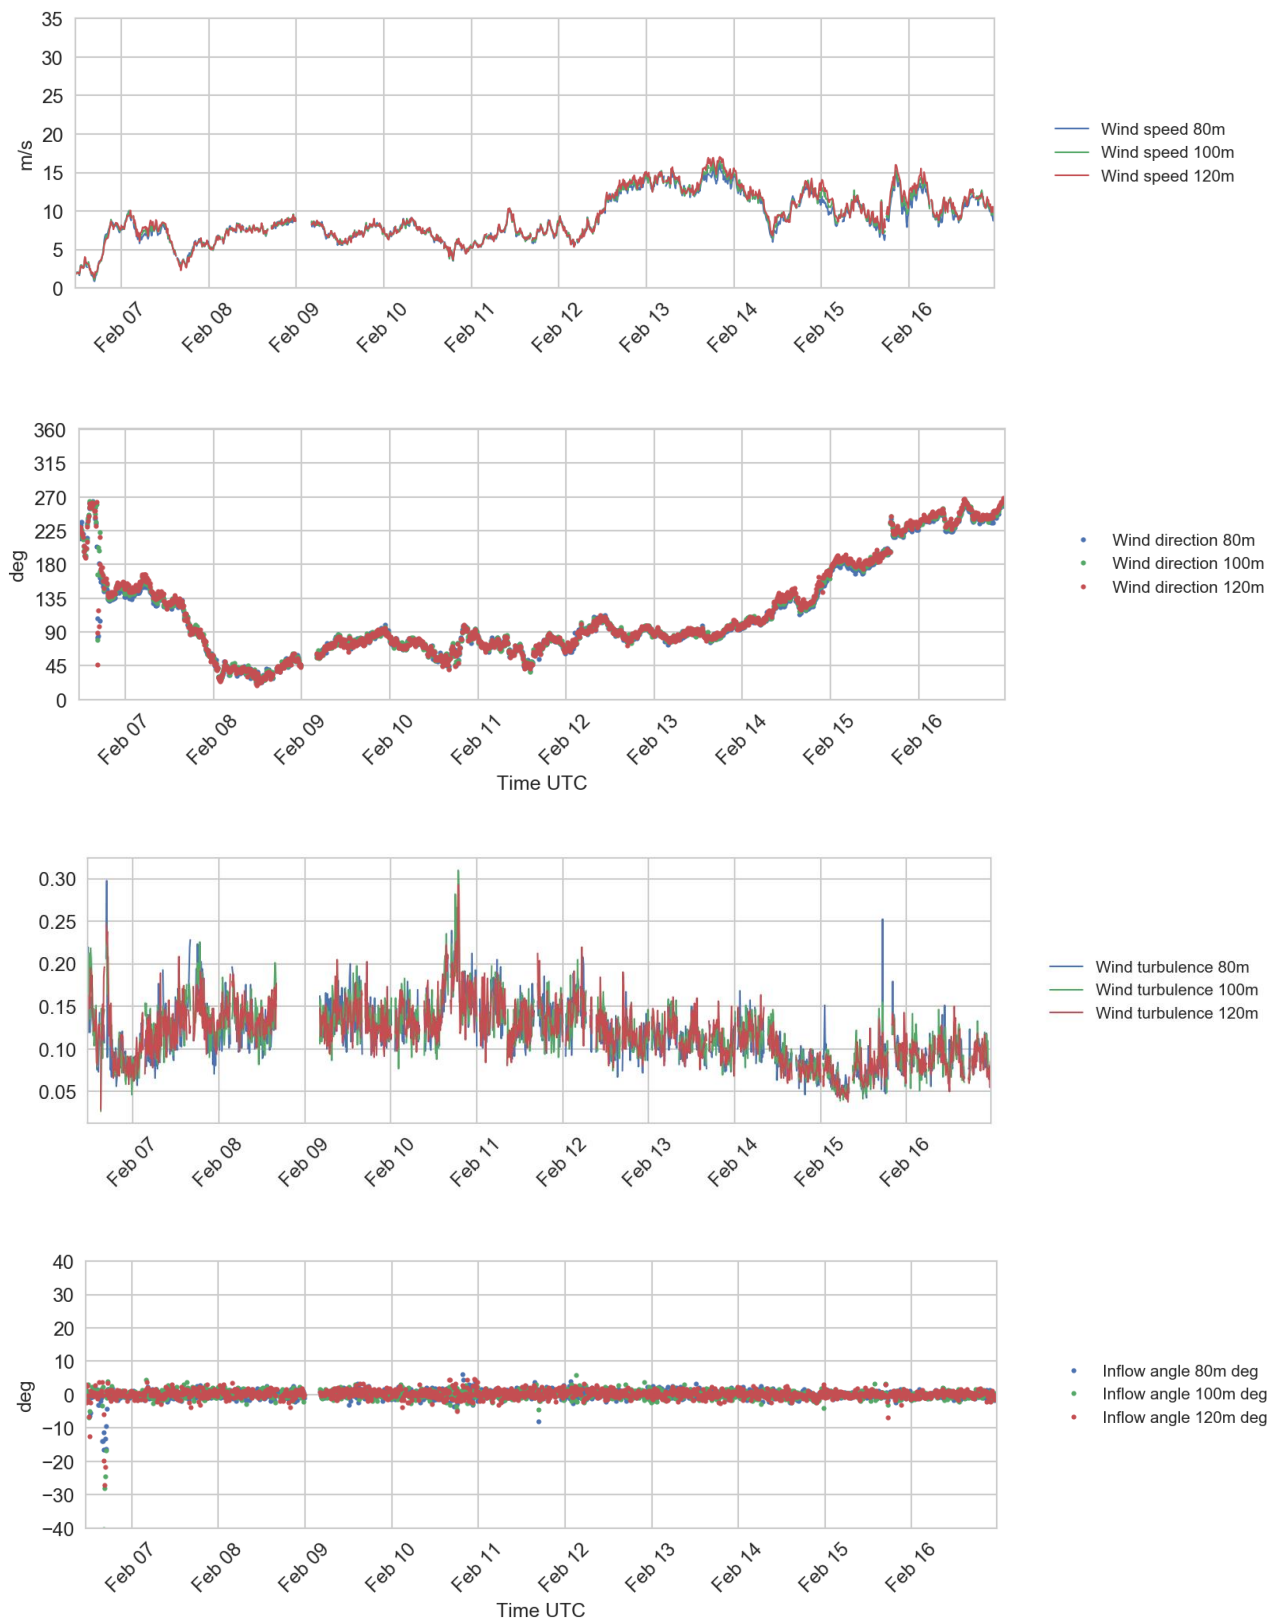 35
30
25
20
15
10
5
0
m/s
Feb 07
Feb 08
Feb 09
Feb 10
Feb 11
Feb 12
Feb 13
Feb 14
Feb 15
Feb 16
Wind speed 80m
Wind speed 100m
Wind speed 120m
360
315
270
225
180
135
90
45
0
deg
Feb 07
Feb 08
Feb 09
Feb 10
Feb 11
Feb 12
Feb 13
Feb 14
Feb 15
Feb 16
Time UTC
Wind direction 80m
Wind direction 100m
Wind direction 120m
0.30
0.25
0.20
0.15
0.10
0.05
Feb 07
Feb 08
Feb 09
Feb 10
Feb 11
Feb 12
Feb 13
Feb 14
Feb 15
Feb 16
Wind turbulence 80m
Wind turbulence 100m
Wind turbulence 120m
40
30
20
10
0
−10
−20
−30
−40
deg
Feb 07
Feb 08
Feb 09
Feb 10
Feb 11
Feb 12
Feb 13
Feb 14
Feb 15
Feb 16
Time UTC
Inflow angle 80m deg
Inflow angle 100m deg
Inflow angle 120m deg